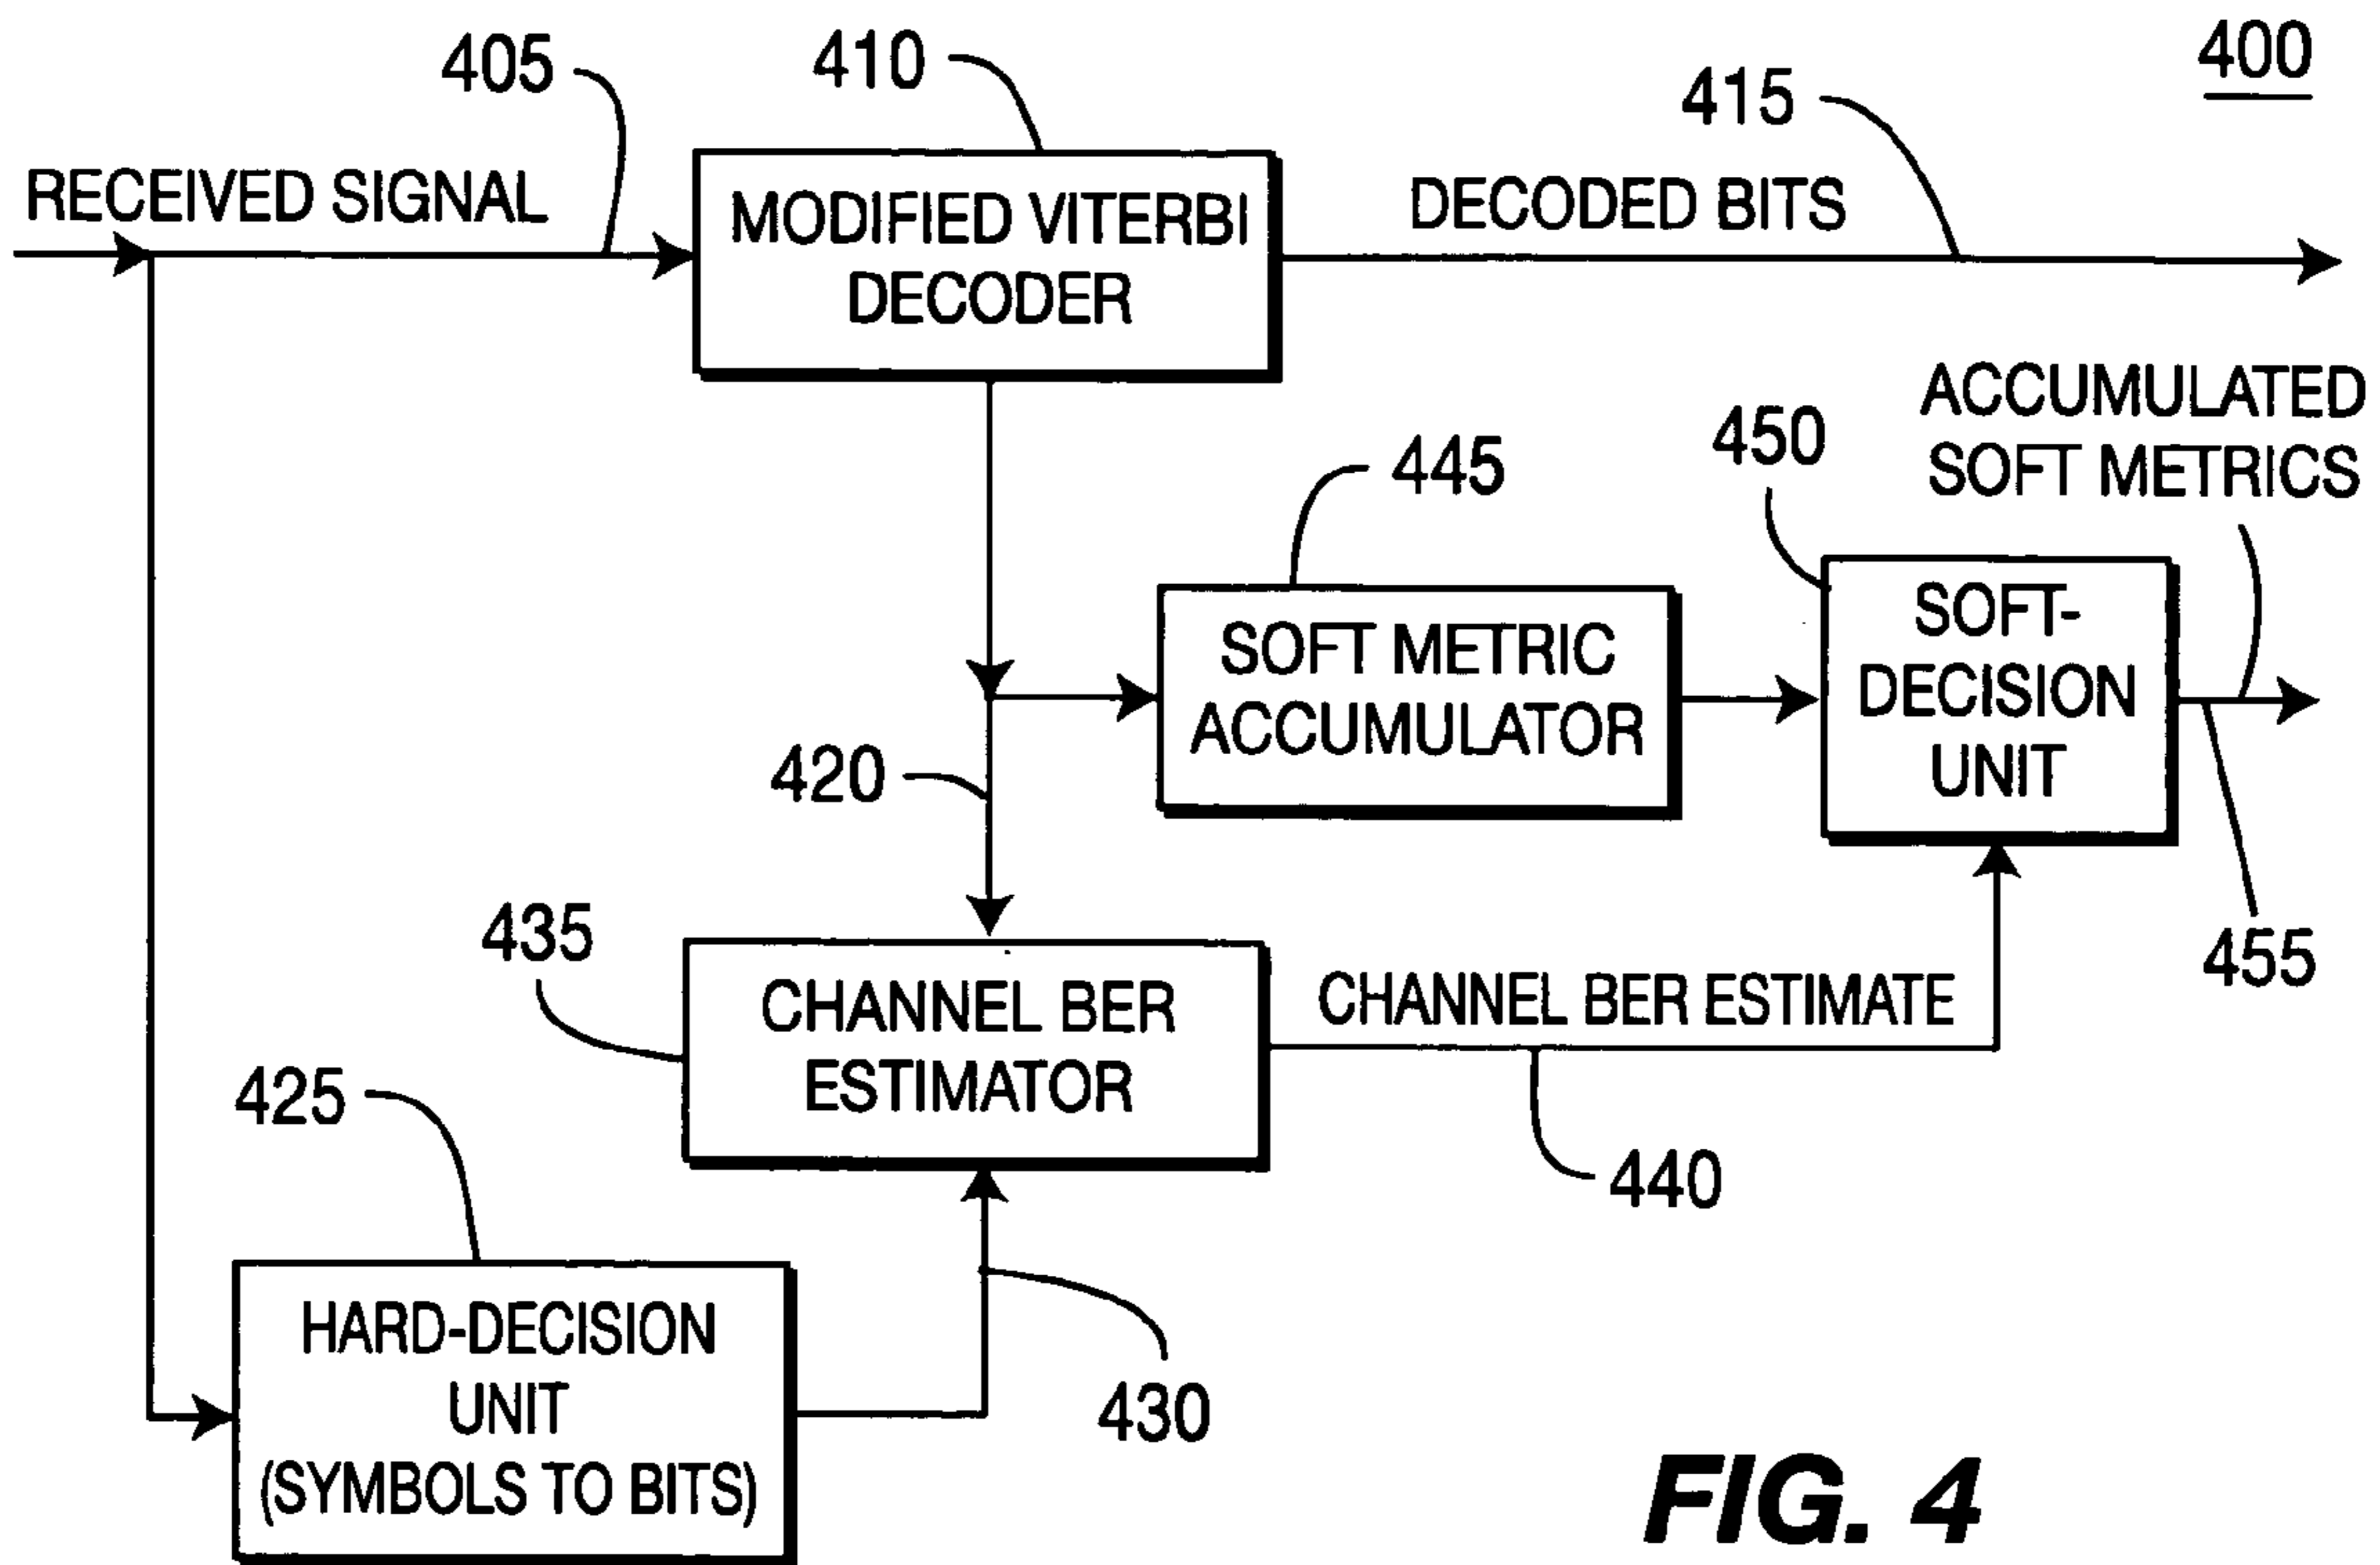 400
405
410
415
RECEIVED SIGNAL
MODIFIED VITERBI
DECODER
DECODED BITS
ACCUMULATED
SOFT METRICS
445
450
SOFT METRIC
ACCUMULATOR
SOFT-
DECISION
UNIT
420
455
435
CHANNEL BER
ESTIMATOR
CHANNEL BER ESTIMATE
440
425
HARD-DECISION
UNIT
(SYMBOLS TO BITS)
430
FIG. 4